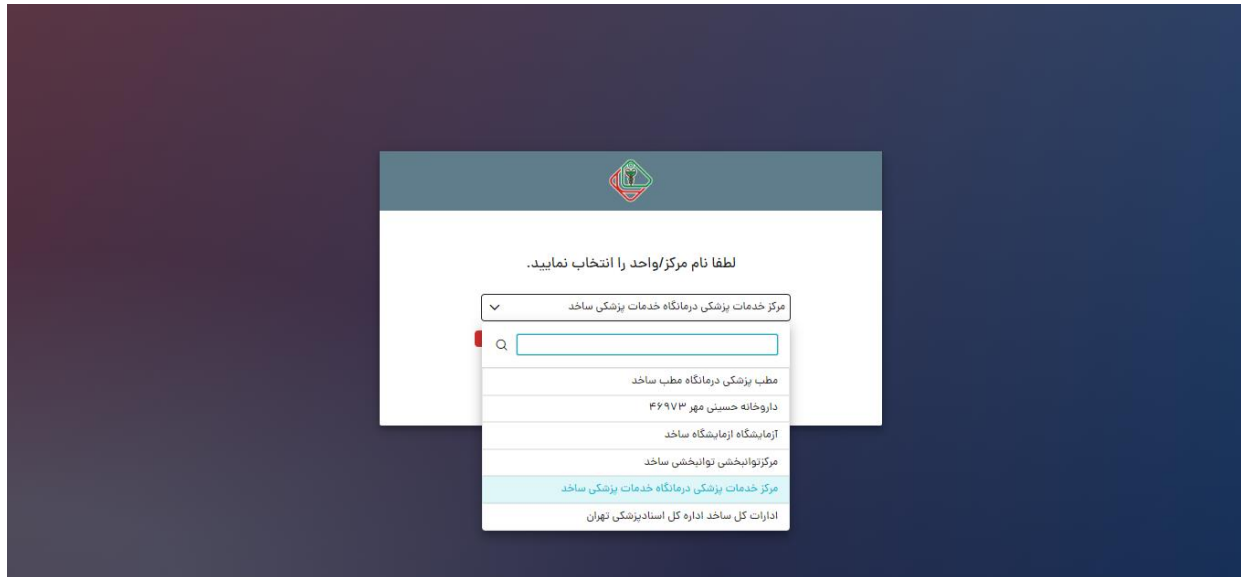 لطفا نام مرکز/واحد را انتخاب نمایید.
مرکز خدمات پزشکی درمانگاه خدمات پزشکی ساخد
مطب پزشکی درمانگاه مطب ساخد
داروخانه حسینی مهر ۴۶۹۷۳
آزمایشگاه ازمایشگاه ساخد
مرکزتوانبخشی توانبخشی ساخد
مرکز خدمات پزشکی درمانگاه خدمات پزشکی ساخد
ادارات کل ساخد اداره کل اسنادپزشکی تهران